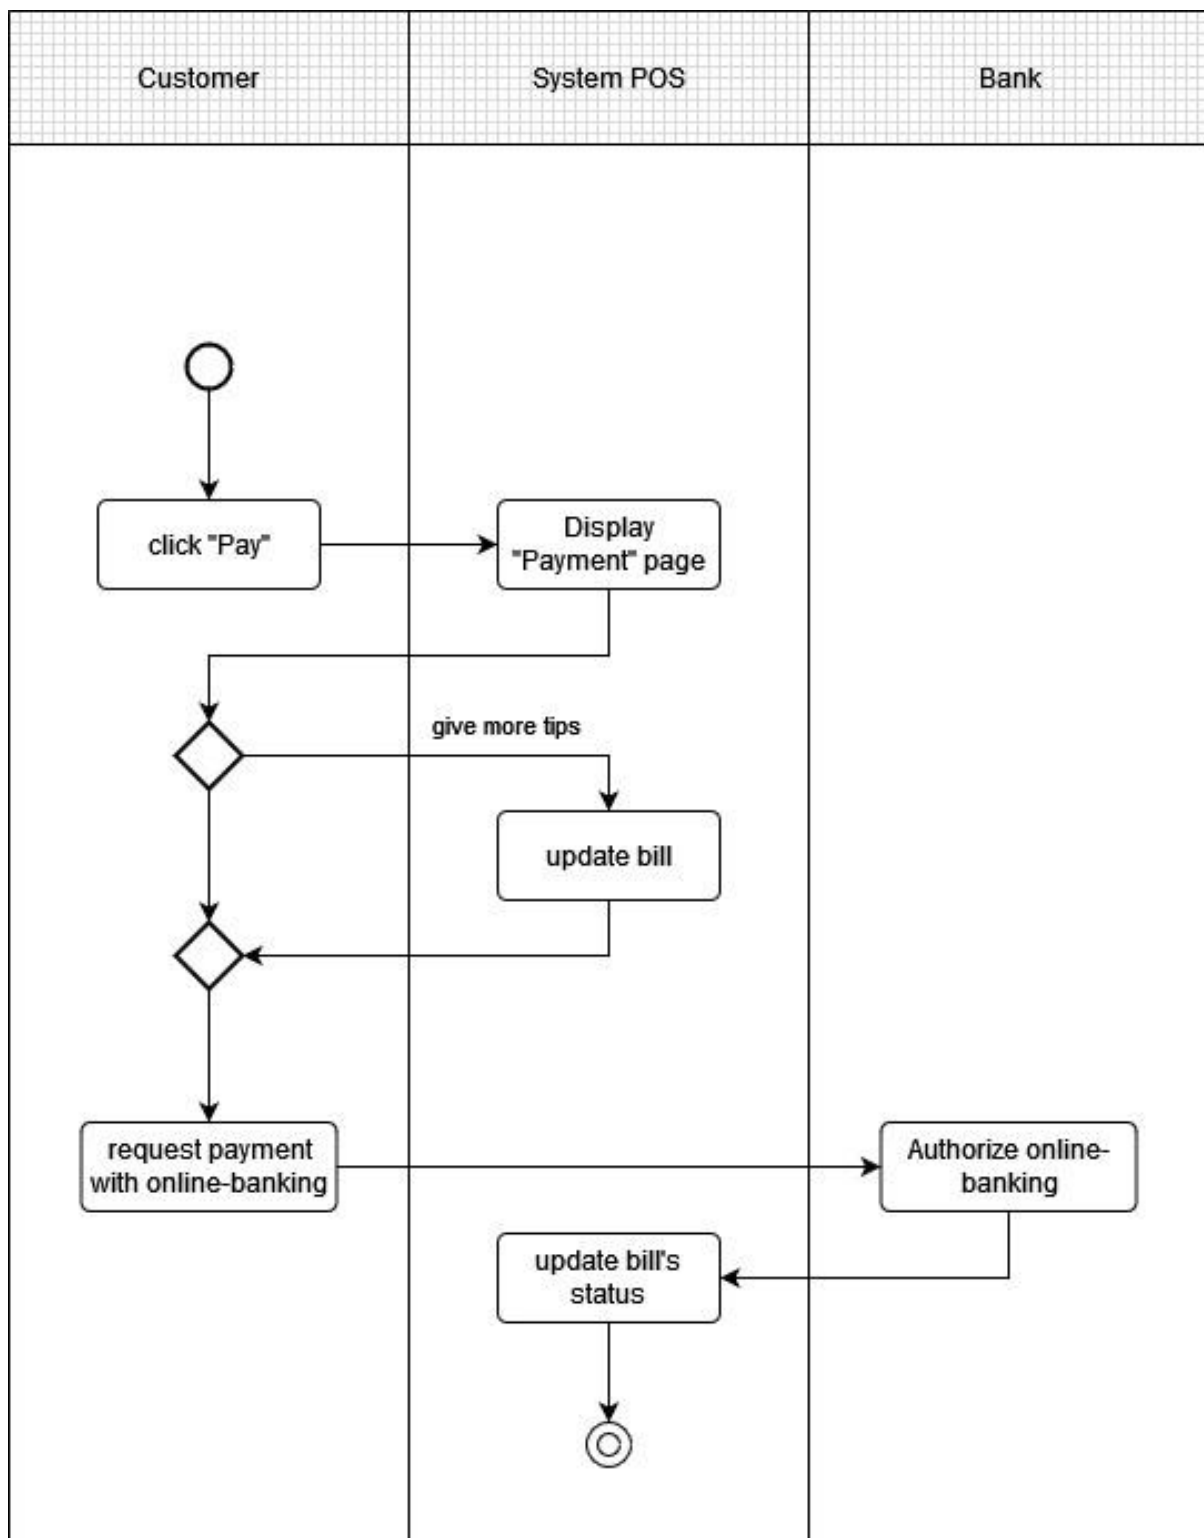 Customer
System POS
Bank
click "Pay"
Display
"Payment" page
give more tips
update bill
request payment
with online-banking
Authorize online-
banking
update bill's
status